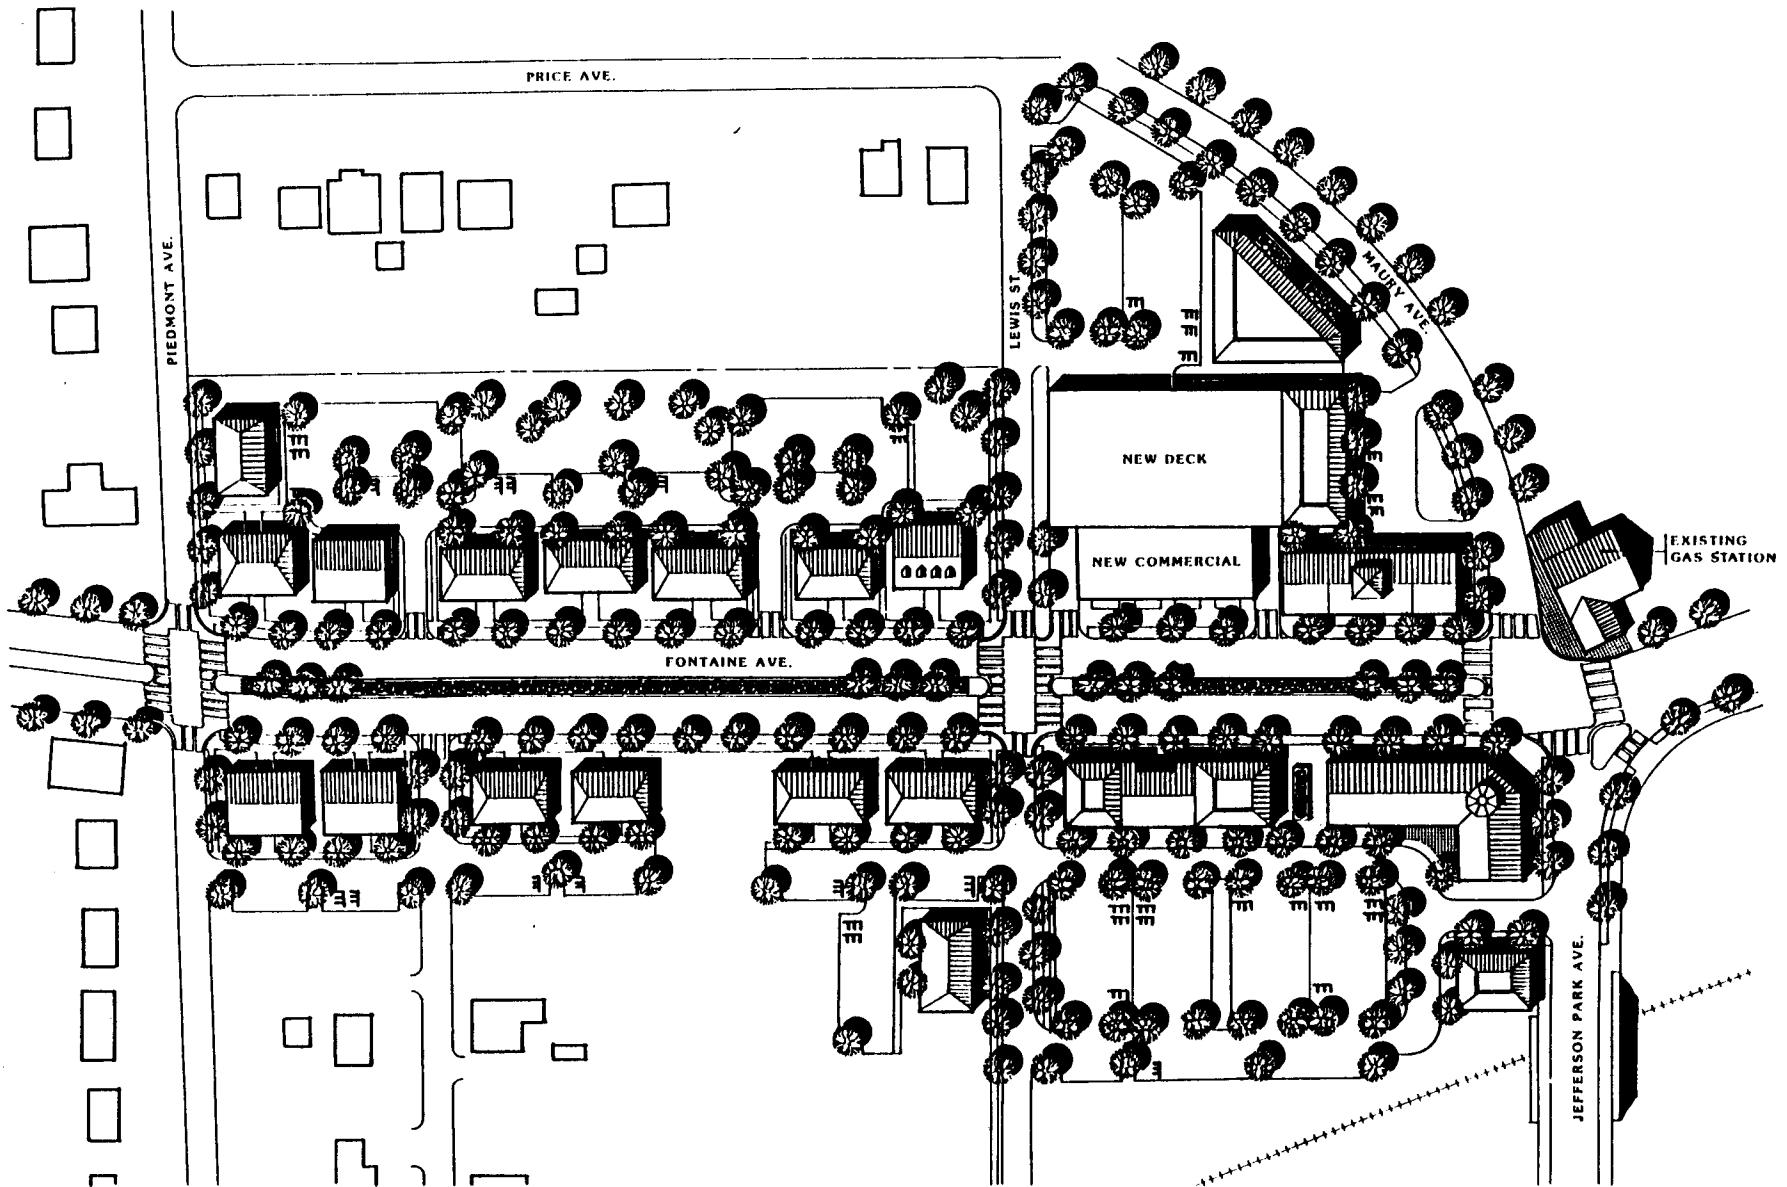 PRICE AVE.
PIEDMONT AVE.
LEWIS ST.
MAURY AVE.
NEW DECK
NEW COMMERCIAL
EXISTING
GAS STATION
FONTAINE AVE.
JEFFERSON PARK AVE.